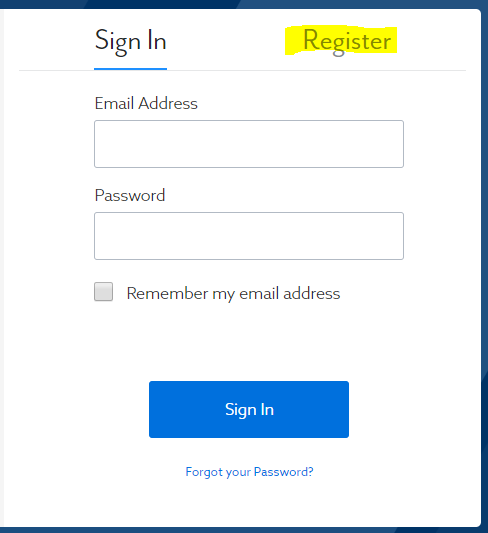 Sign In Register
Email Address
Password
Remember my email address
Sign In
Forgot your Password?